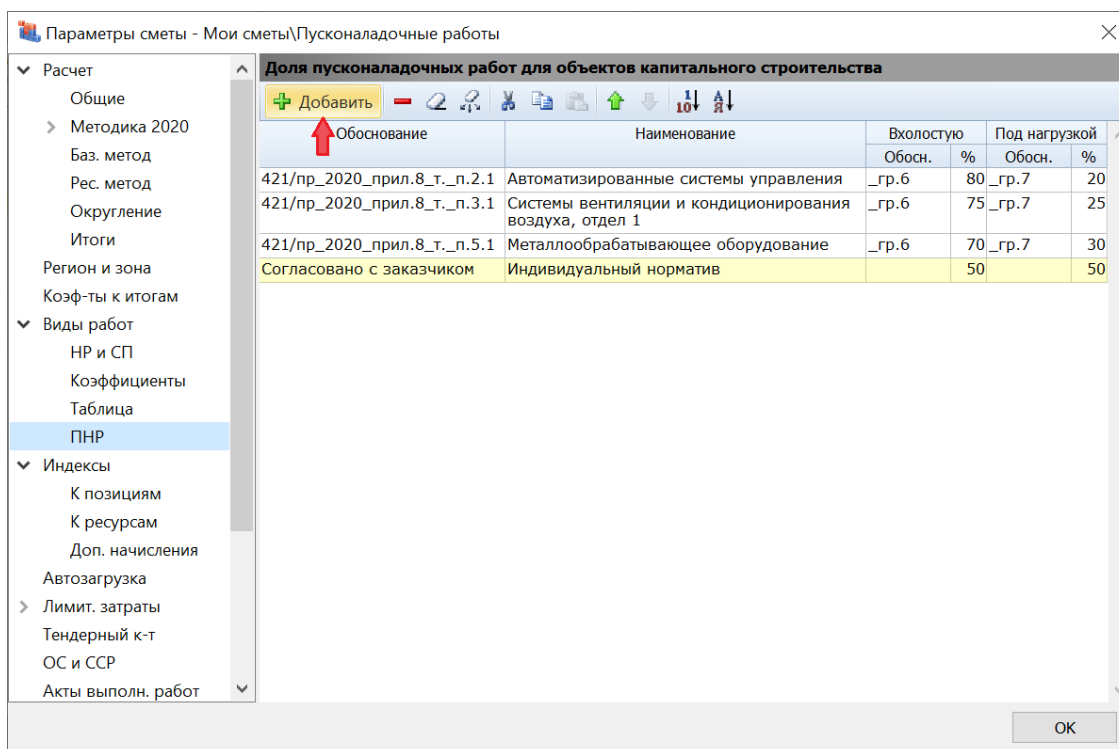 Параметры сметы - Мои сметы\Пусконаладочные работы
Расчет
Общие
Методика 2020
Баз. метод
Рес. метод
Округление
Итоги
Регион и зона
Коэф-ты к итогам
Виды работ
НР и СП
Коэффициенты
Таблица
ПНР
Индексы
К позициям
К ресурсам
Доп. начисления
Автозагрузка
Лимит. затраты
Тендерный к-т
ОС и ССР
Акты выполн. работ
Доля пусконаладочных работ для объектов капитального строительства
Добавить
Обоснование Наименование Вхолостую Под нагрузкой
Обосн. % Обосн. %
421/пр_2020_прил.8_т._п.2.1 Автоматизированные системы управления _гр.6 80 _гр.7 20
421/пр_2020_прил.8_т._п.3.1 Системы вентиляции и кондиционирования _гр.6 75 _гр.7 25
воздуха, отдел 1
421/пр_2020_прил.8_т._п.5.1 Металлообрабатывающее оборудование _гр.6 70 _гр.7 30
Согласовано с заказчиком Индивидуальный норматив 50 50
OK